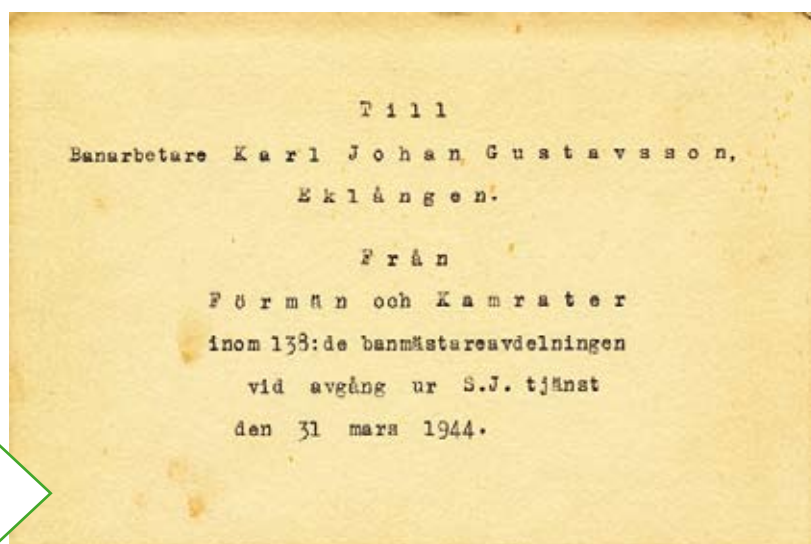 Till
Banarbetare Karl Johan Gustavsson,
Eklången.
Från
Förmän och Kamrater
inom 138:de banmästareavdelningen
vid avgång ur S.J. tjänst
den 31 mars 1944.